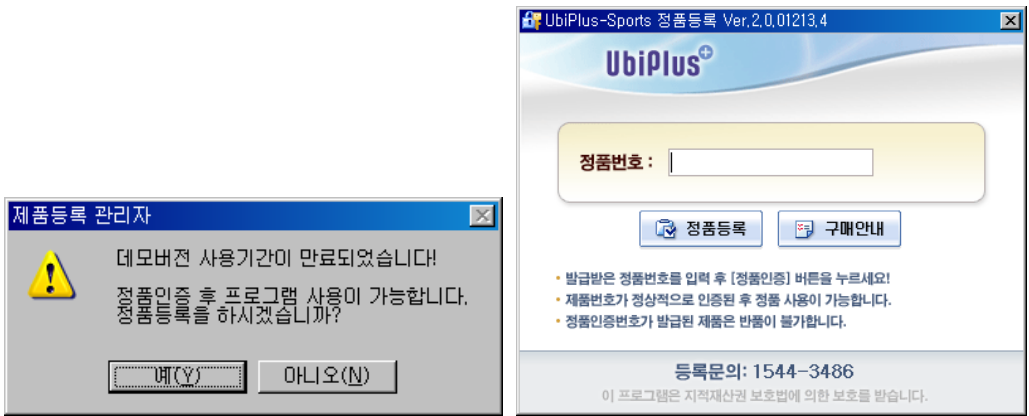 제품등록 관리자
데모버전 사용기간이 만료되었습니다!
정품인증 후 프로그램 사용이 가능합니다.
정품등록을 하시겠습니까?
예(Y)
아니오(N)
UbiPlus-Sports 정품등록 Ver.2.0.01213.4
UbiPlus
정품번호 :
정품등록
구매안내
• 발급받은 정품번호를 입력 후 [정품인증] 버튼을 누르세요!
• 제품번호가 정상적으로 인증된 후 정품 사용이 가능합니다.
• 정품인증번호가 발급된 제품은 반품이 불가합니다.
등록문의: 1544-3486
이 프로그램은 지적재산권 보호법에 의한 보호를 받습니다.